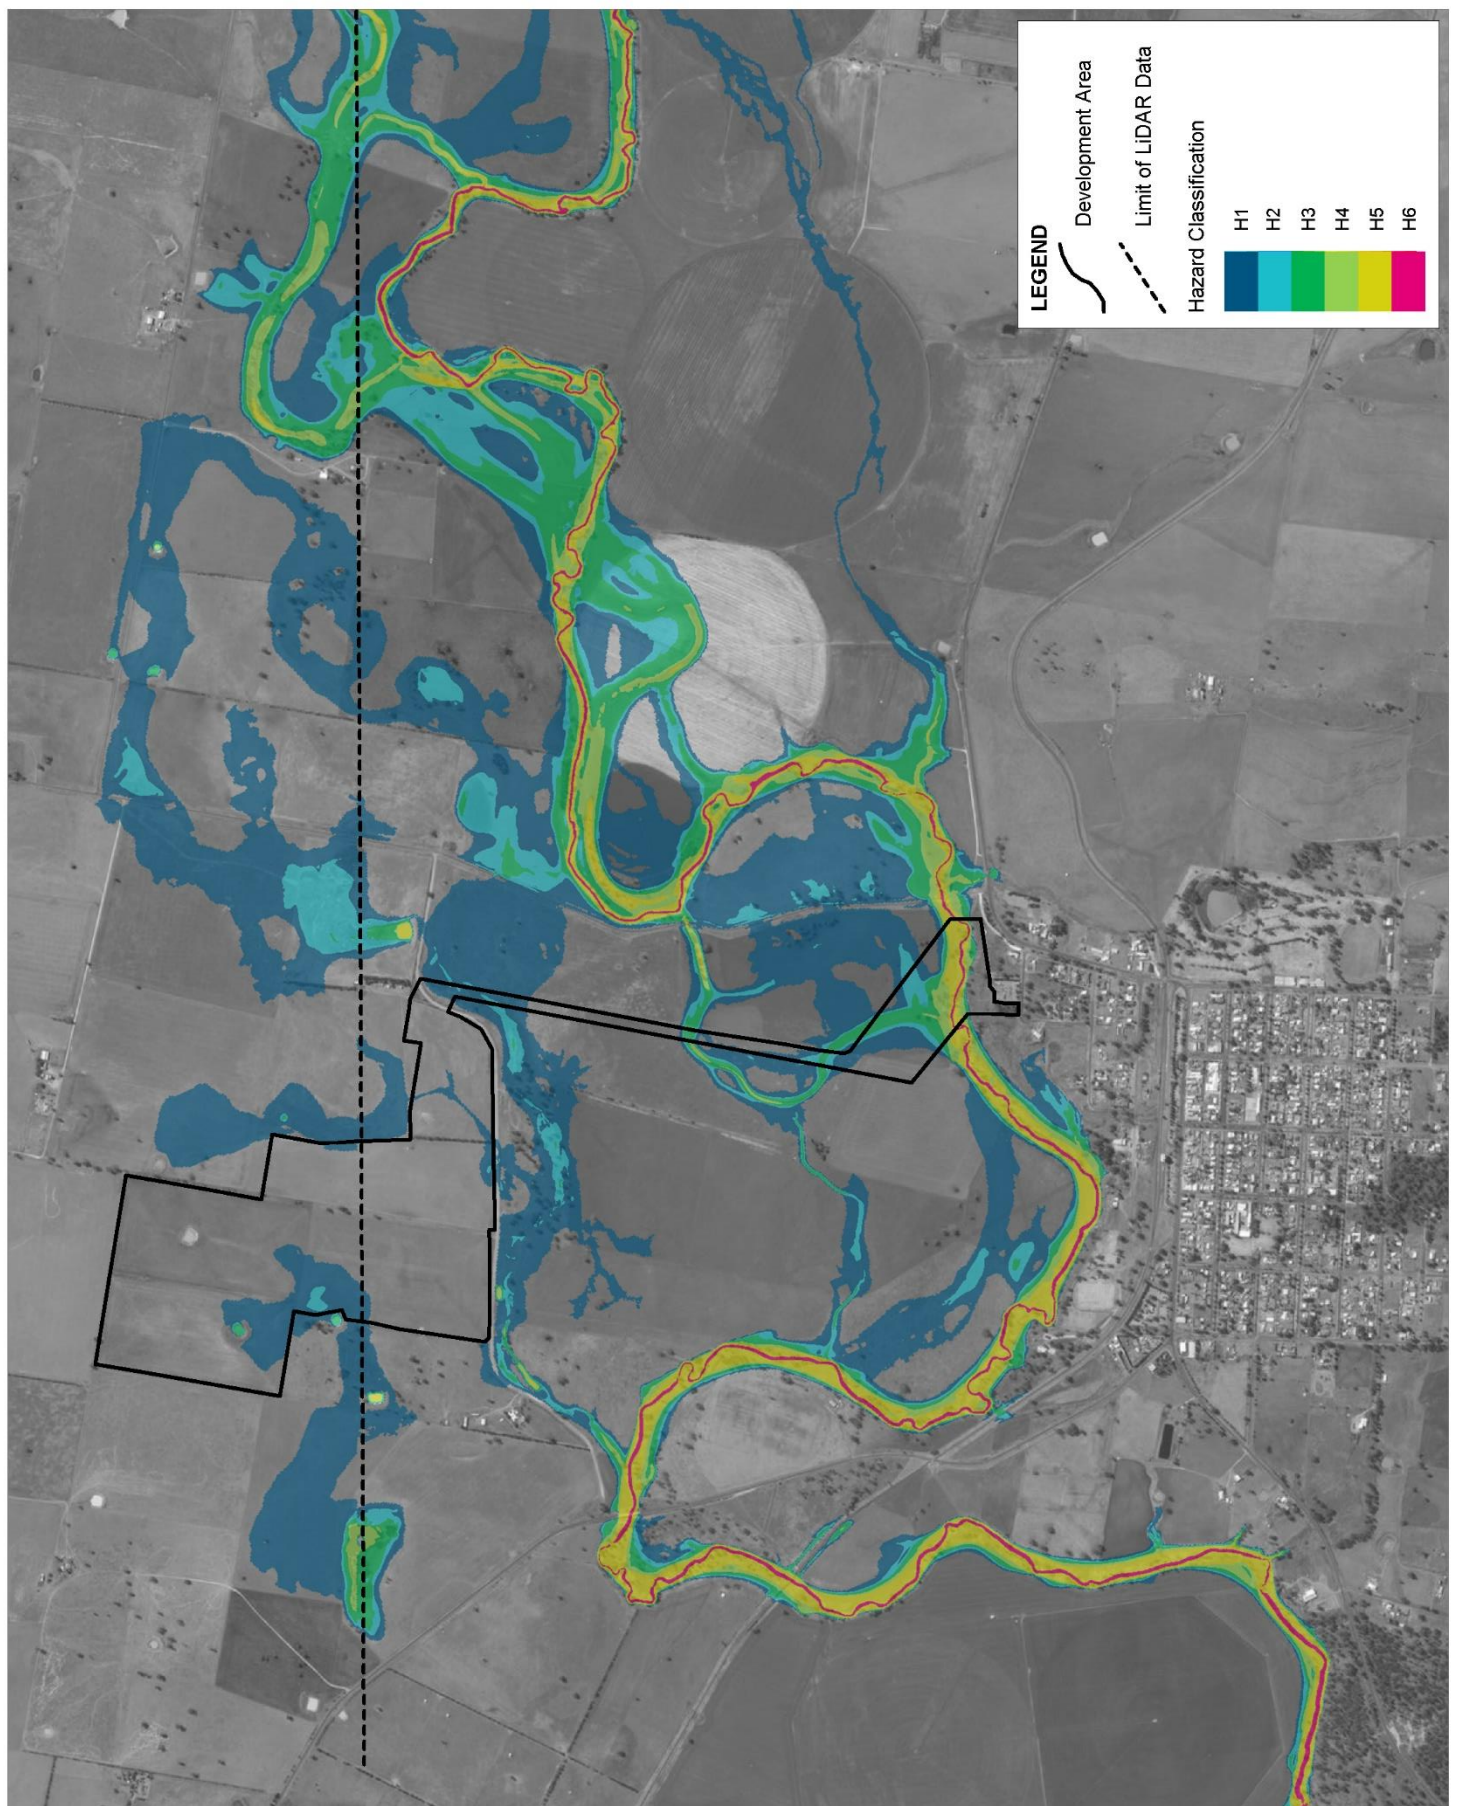 LEGEND
Development Area
Limit of LiDAR Data
Hazard Classification
H1
H2
H3
H4
H5
H6